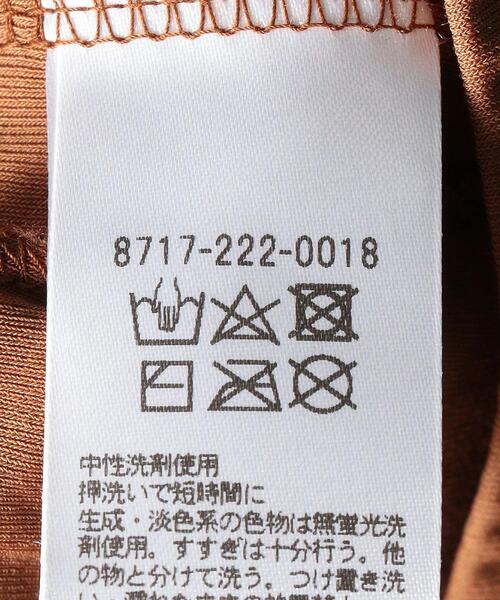 8717-222-0018
中性洗剤使用
押洗いで短時間に
生成・淡色系の色物は無蛍光洗
剤使用。すすぎは十分行う。他
の物と分けて洗う。つけ置き洗